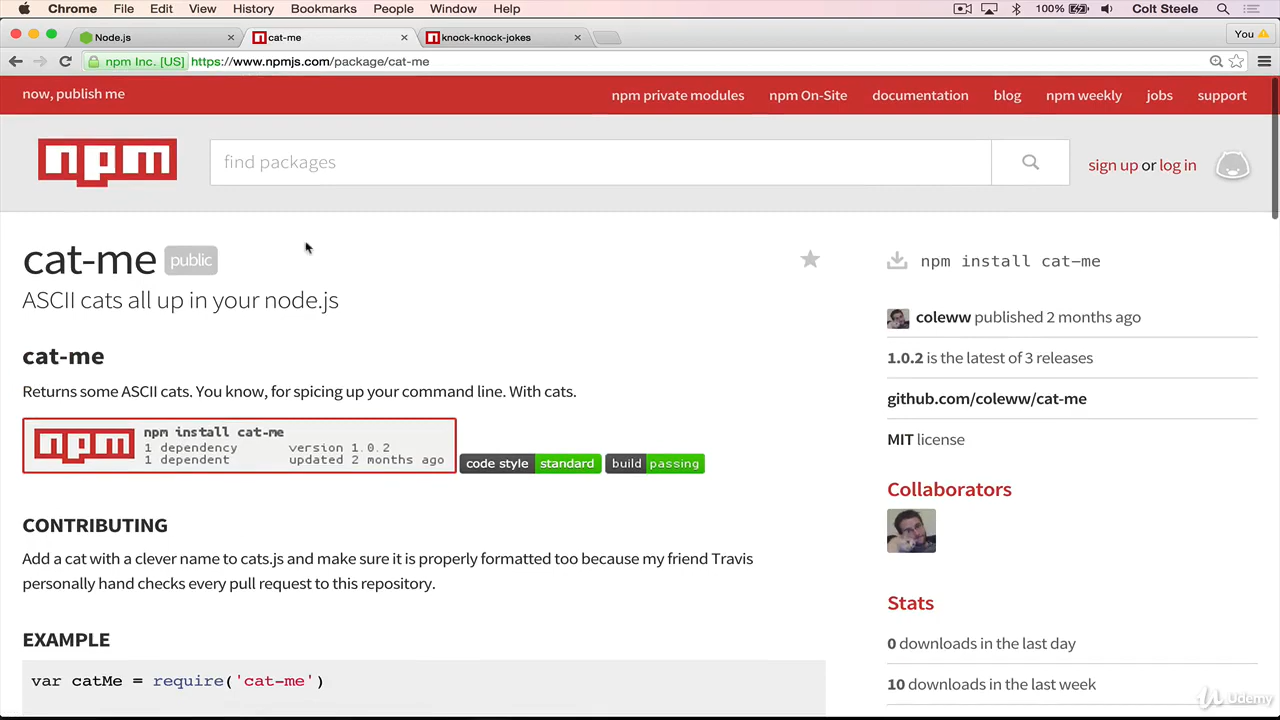 Chrome File Edit View History Bookmarks People Window Help 100% Colt Steele
Node.js cat-me knock-knock-jokes You
npm Inc. [US] https://www.npmjs.com/package/cat-me
now, publish me npm private modules npm On-Site documentation blog npm weekly jobs support
npm find packages sign up or log in
cat-me public npm install cat-me
ASCII cats all up in your node.js
coleww published 2 months ago
cat-me
1.0.2 is the latest of 3 releases
Returns some ASCII cats. You know, for spicing up your command line. With cats.
github.com/coleww/cat-me
npm npm install cat-me
1 dependency version 1.0.2
1 dependent updated 2 months ago
code style standard build passing
MIT license
Collaborators
CONTRIBUTING
Add a cat with a clever name to cats.js and make sure it is properly formatted too because my friend Travis
personally hand checks every pull request to this repository.
Stats
EXAMPLE
0 downloads in the last day
var catMe = require('cat-me')
10 downloads in the last week
Udemy